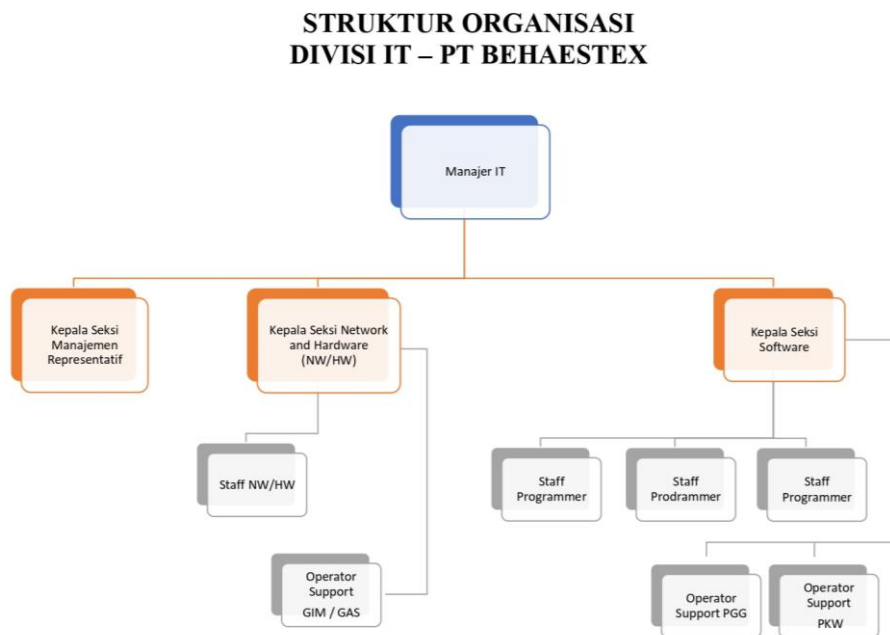 STRUKTUR ORGANISASI
DIVISI IT – PT BEHAESTEX
Manajer IT
Kepala Seksi
Manajemen
Representatif
Kepala Seksi Network
and Hardware
(NW/HW)
Kepala Seksi
Software
Staff NW/HW
Staff
Programmer
Staff
Prodrammer
Staff
Programmer
Operator
Support
GIM / GAS
Operator
Support PGG
Operator
Support
PKW